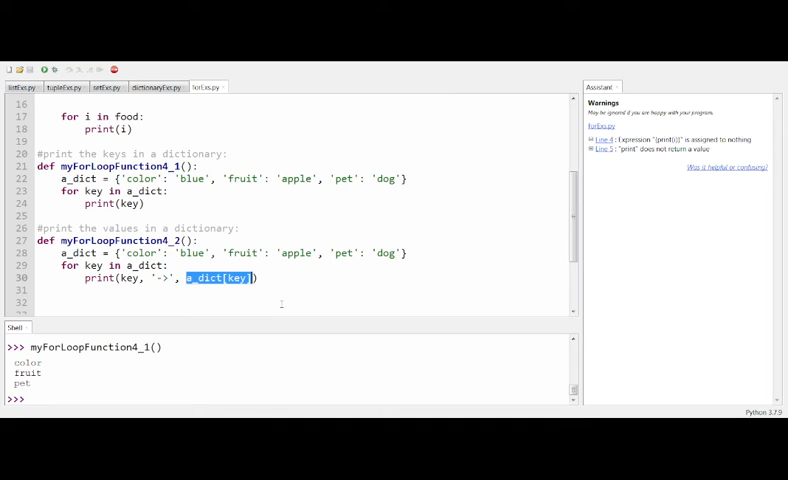 listExs.py
tupleExs.py
setExs.py
dictionaryExs.py
forExs.py
16
17 for i in food:
18 print(i)
19
20 #print the keys in a dictionary:
21 def myForLoopFunction4_1():
22 a_dict = {'color': 'blue', 'fruit': 'apple', 'pet': 'dog'}
23 for key in a_dict:
24 print(key)
25
26 #print the values in a dictionary:
27 def myForLoopFunction4_2():
28 a_dict = {'color': 'blue', 'fruit': 'apple', 'pet': 'dog'}
29 for key in a_dict:
30 print(key, '->', a_dict[key])
31
32
Shell
>>> myForLoopFunction4_1()
color
fruit
pet
>>>
Assistant
Warnings
May be ignored if you are happy with your program.
forExs.py
Line 4 : Expression "(print(i))" is assigned to nothing
Line 5 : "print" does not return a value
Was it helpful or confusing?
Python 3.7.9